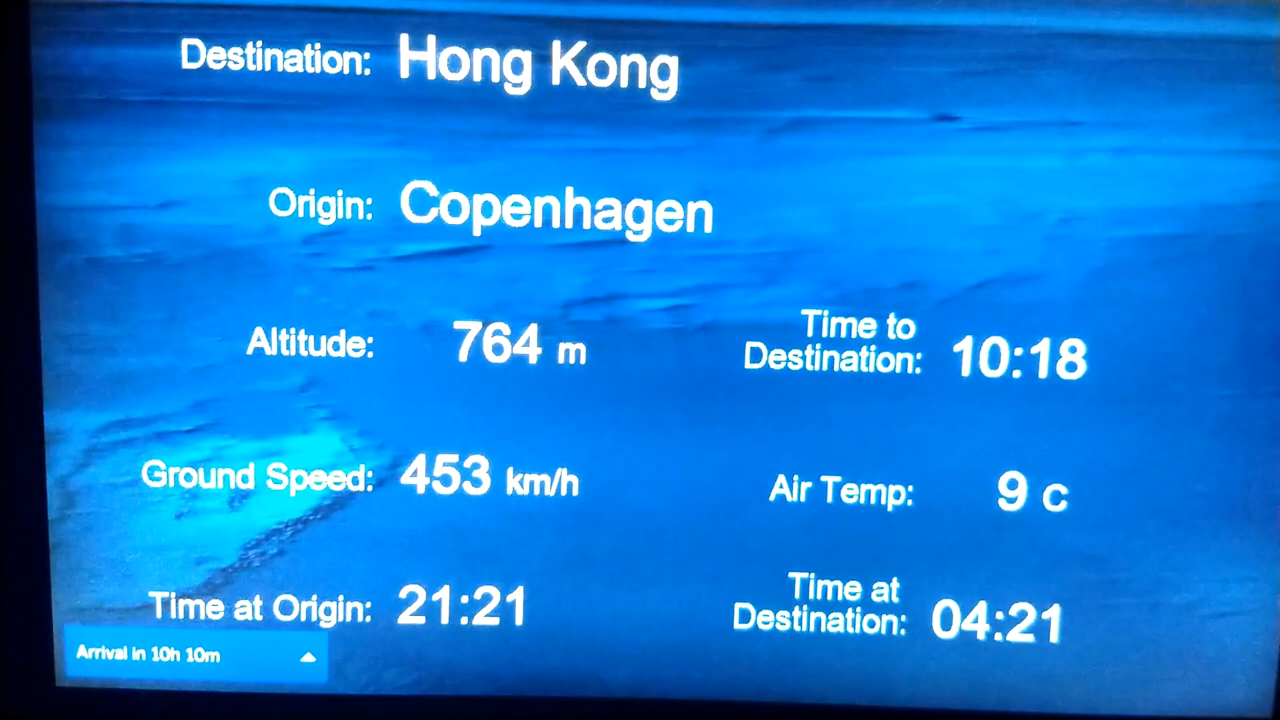 Destination: Hong Kong
Origin: Copenhagen
Altitude: 764 m
Time to
Destination: 10:18
Ground Speed: 453 km/h
Air Temp: 9 c
Time at Origin: 21:21
Time at
Destination: 04:21
Arrival in 10h 10m